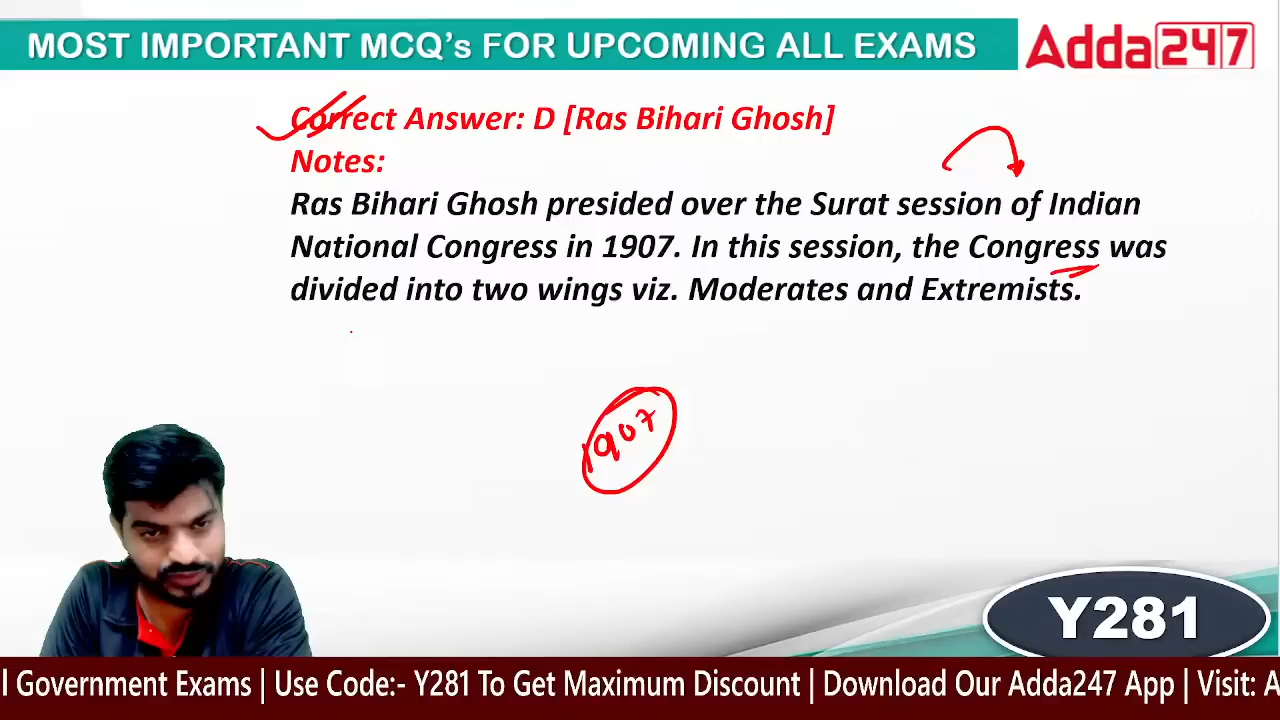 MOST IMPORTANT MCQ's FOR UPCOMING ALL EXAMS
Adda247
Correct Answer: D [Ras Bihari Ghosh]
Notes:
Ras Bihari Ghosh presided over the Surat session of Indian
National Congress in 1907. In this session, the Congress was
divided into two wings viz. Moderates and Extremists.
1907
Y281
l Government Exams | Use Code:- Y281 To Get Maximum Discount | Download Our Adda247 App | Visit: A